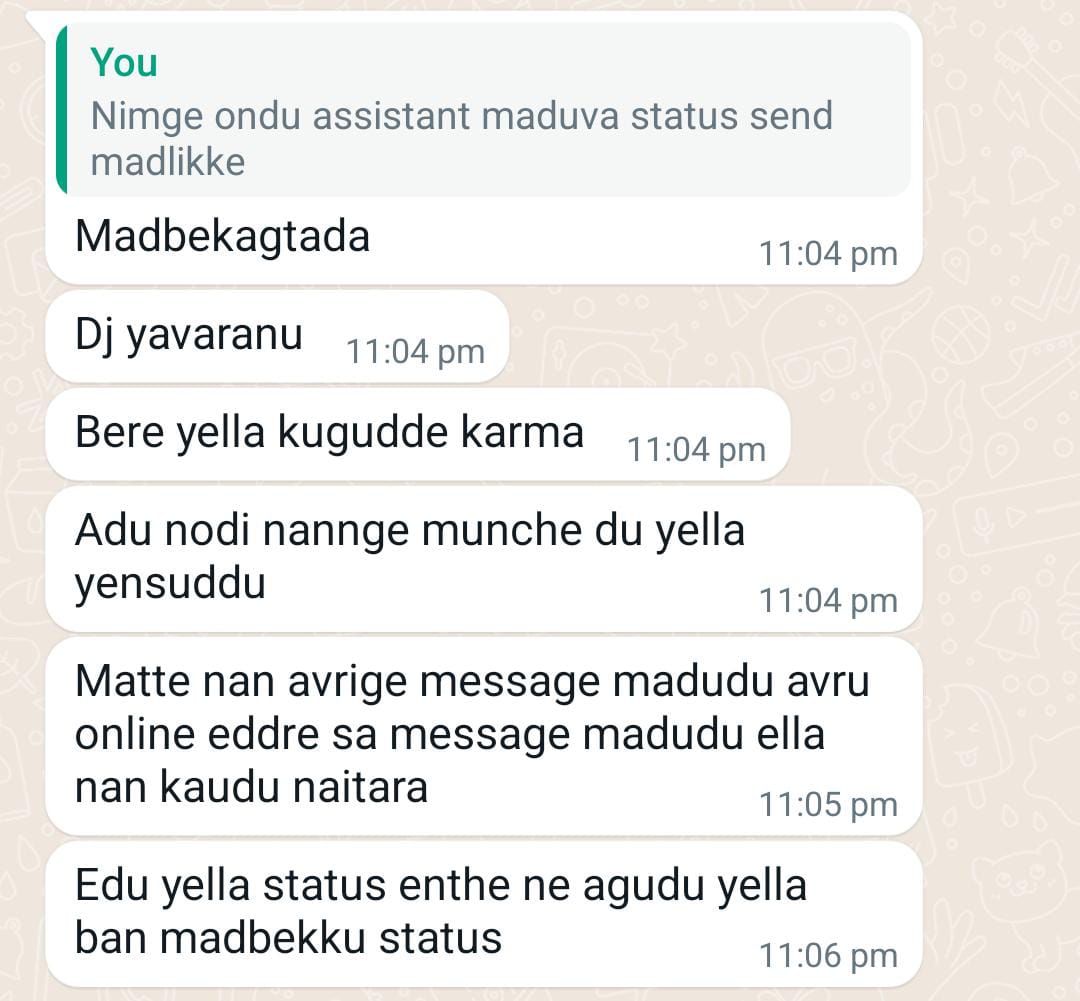 You
Nimge ondu assistant maduva status send
madlikke
Madbekagtada
11:04 pm
Dj yavaranu
11:04 pm
Bere yella kugudde karma
11:04 pm
Adu nodi nannge munche du yella
yensuddu
11:04 pm
Matte nan avrige message madudu avru
online eddre sa message madudu ella
nan kaudu naitara
11:05 pm
Edu yella status enthe ne agudu yella
ban madbekku status
11:06 pm